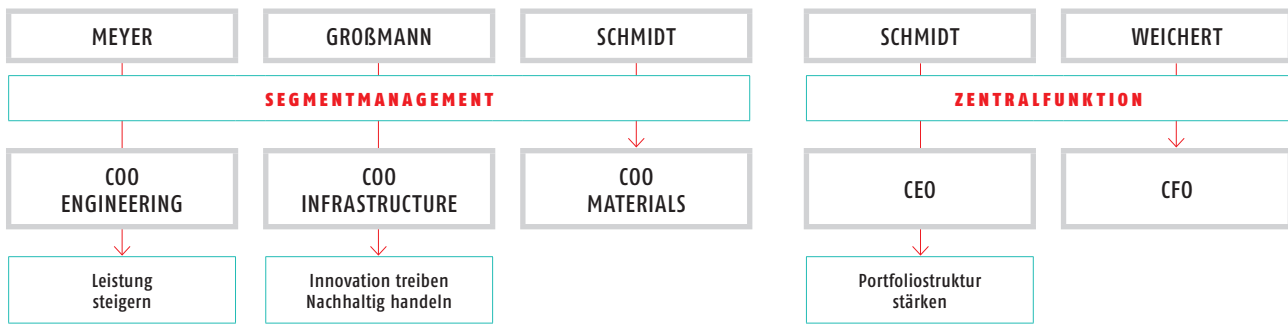 MEYER
GROßMANN
SCHMIDT
SCHMIDT
WEICHERT
SEGMENTMANAGEMENT
ZENTRALFUNKTION
COO
ENGINEERING
COO
INFRASTRUCTURE
COO
MATERIALS
CEO
CFO
Leistung
steigern
Innovation treiben
Nachhaltig handeln
Portfoliostruktur
stärken